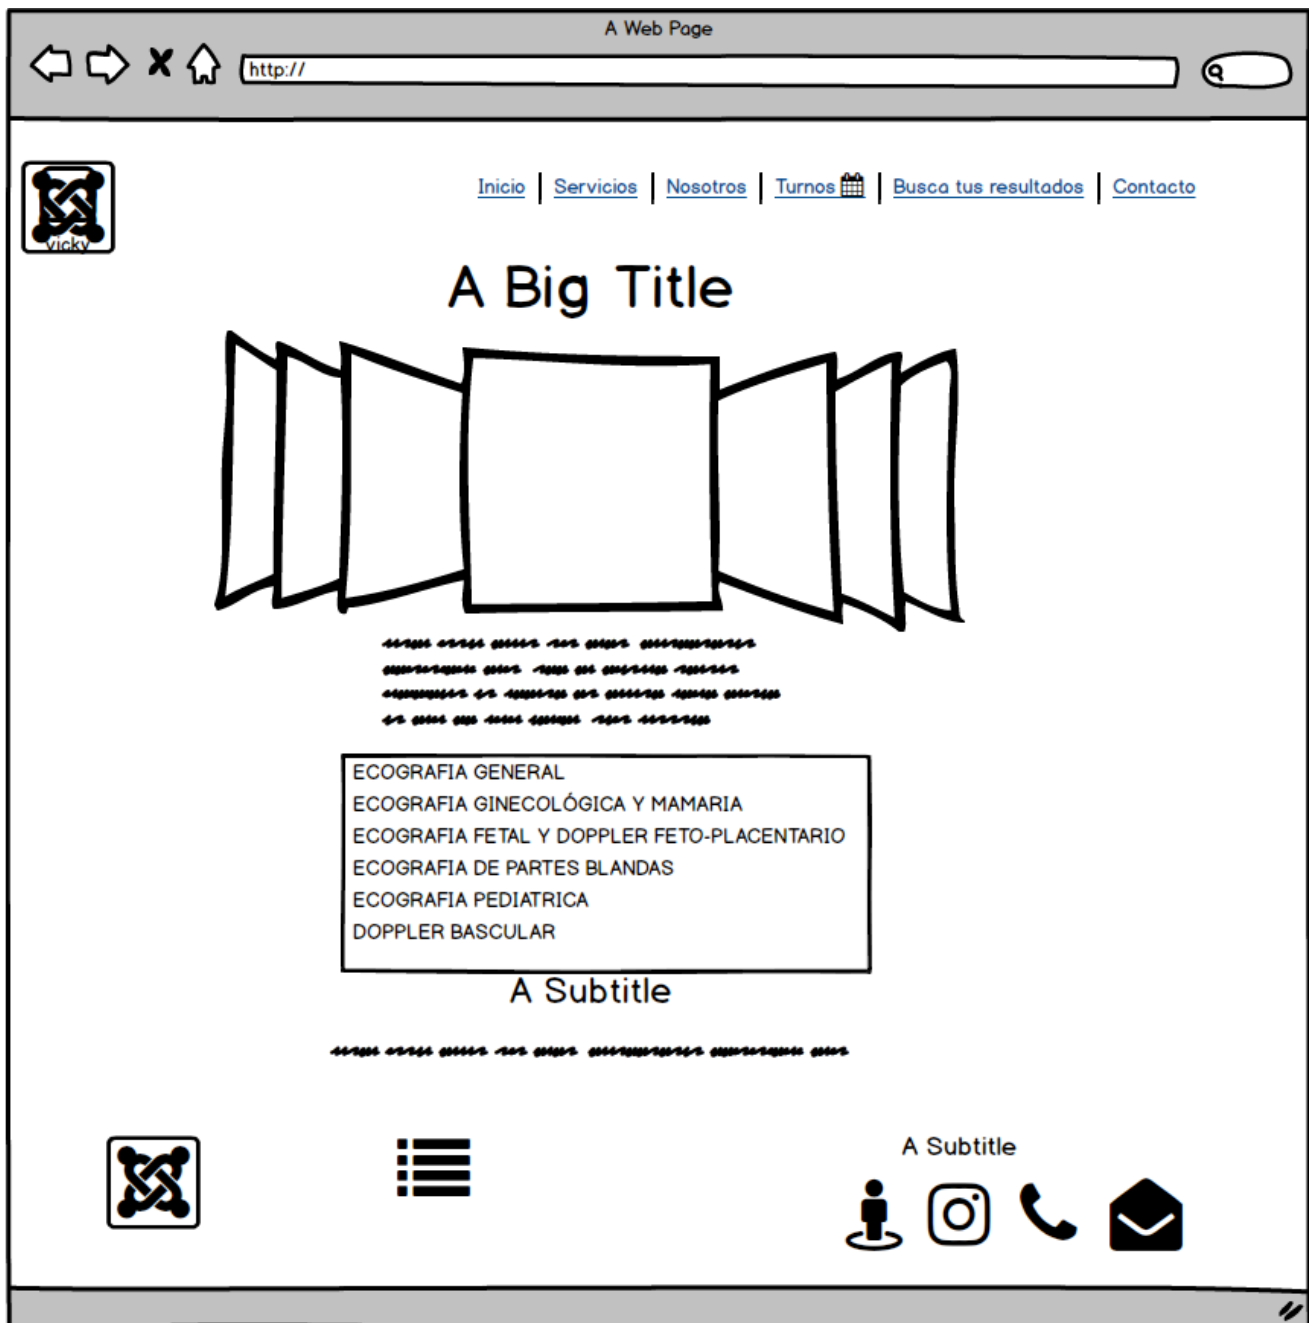 A Web Page
http://
vicky
Inicio | Servicios | Nosotros | Turnos | Busca tus resultados | Contacto
A Big Title
ECOGRAFIA GENERAL
ECOGRAFIA GINECOLÓGICA Y MAMARIA
ECOGRAFIA FETAL Y DOPPLER FETO-PLACENTARIO
ECOGRAFIA DE PARTES BLANDAS
ECOGRAFIA PEDIATRICA
DOPPLER BASCULAR
A Subtitle
A Subtitle